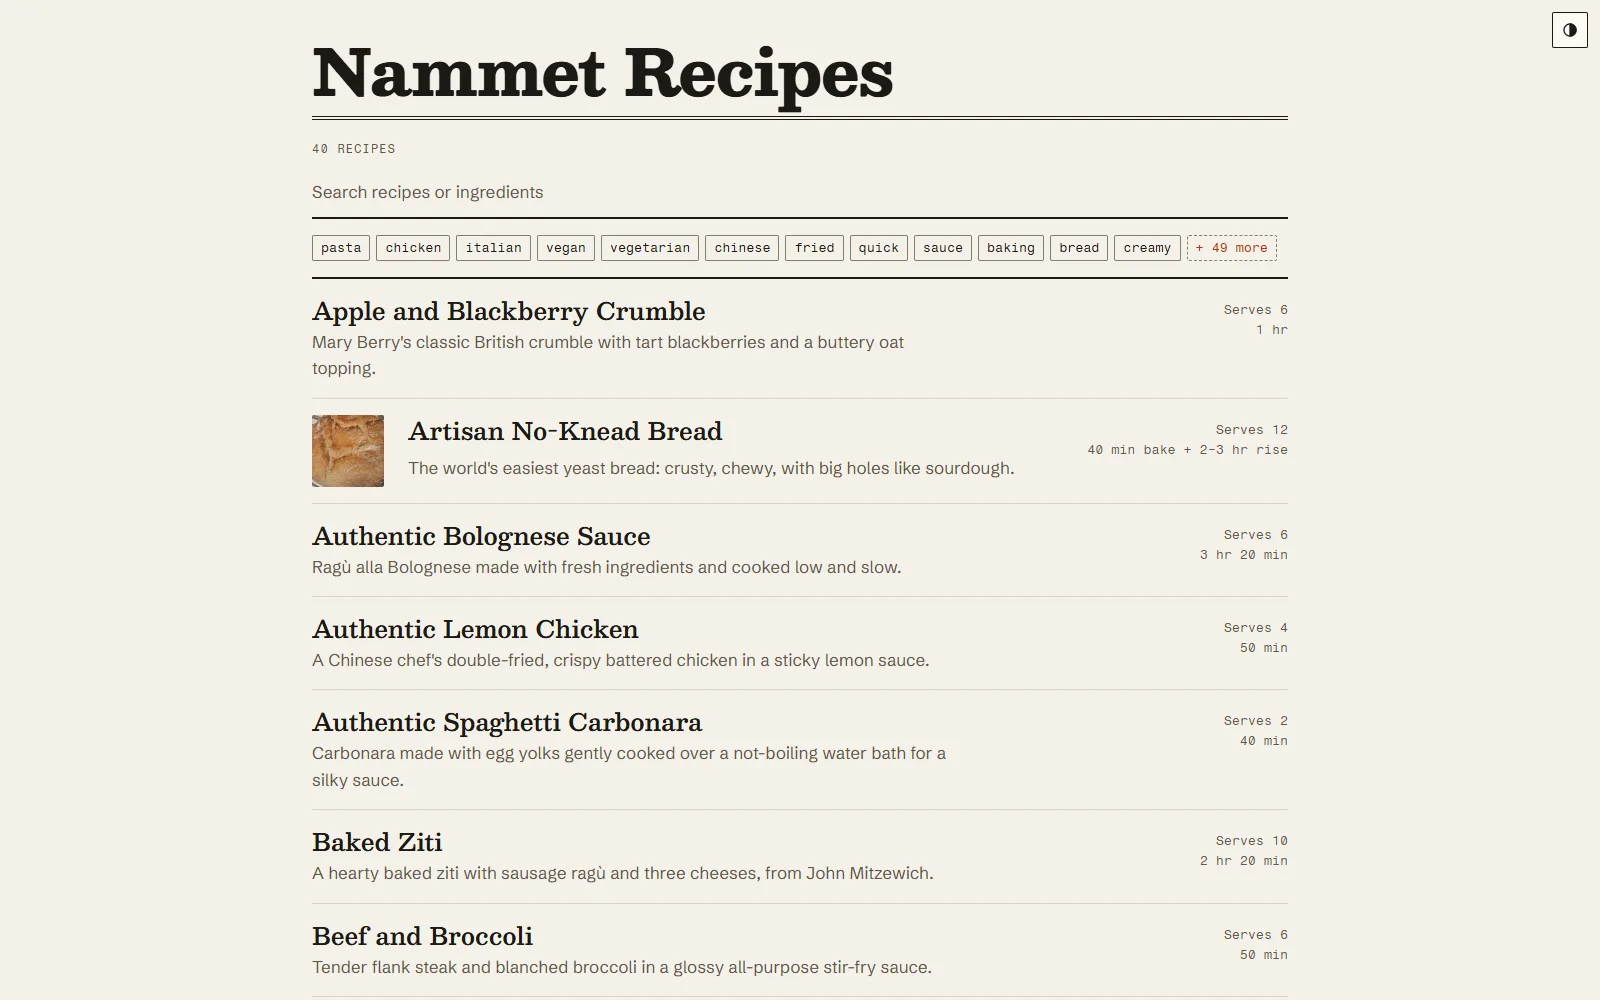 Nammet Recipes
40 RECIPES
Search recipes or ingredients
pasta chicken italian vegan vegetarian chinese fried quick sauce baking bread creamy + 49 more
Apple and Blackberry Crumble
Serves 6
1 hr
Mary Berry's classic British crumble with tart blackberries and a buttery oat
topping.
Artisan No-Knead Bread
Serves 12
40 min bake + 2–3 hr rise
The world's easiest yeast bread: crusty, chewy, with big holes like sourdough.
Authentic Bolognese Sauce
Serves 6
3 hr 20 min
Ragù alla Bolognese made with fresh ingredients and cooked low and slow.
Authentic Lemon Chicken
Serves 4
50 min
A Chinese chef's double-fried, crispy battered chicken in a sticky lemon sauce.
Authentic Spaghetti Carbonara
Serves 2
40 min
Carbonara made with egg yolks gently cooked over a not-boiling water bath for a
silky sauce.
Baked Ziti
Serves 10
2 hr 20 min
A hearty baked ziti with sausage ragù and three cheeses, from John Mitzewich.
Beef and Broccoli
Serves 6
50 min
Tender flank steak and blanched broccoli in a glossy all-purpose stir-fry sauce.